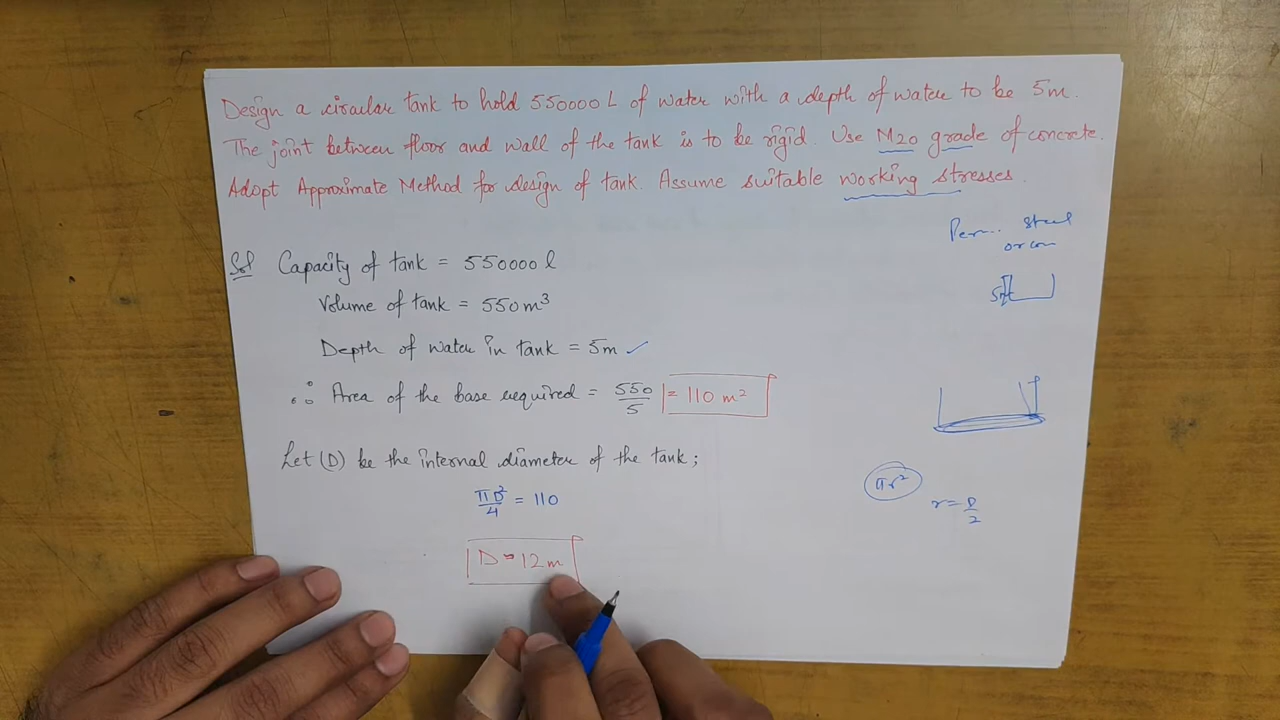 Design a circular tank to hold 550000 L of water with a depth of water to be 5m.
The joint between floor and wall of the tank is to be rigid. Use M20 grade of concrete.
Adopt Approximate Method for design of tank. Assume suitable working stresses.
Per.. steel
or con
Sol Capacity of tank = 550000 l
Volume of tank = 550 m³
Depth of water in tank = 5m ✓
∴ Area of the base required = 550/5 = 110 m²
Let (D) be the internal diameter of the tank;
πD²/4 = 110
πr²
r = D/2
D = 12m